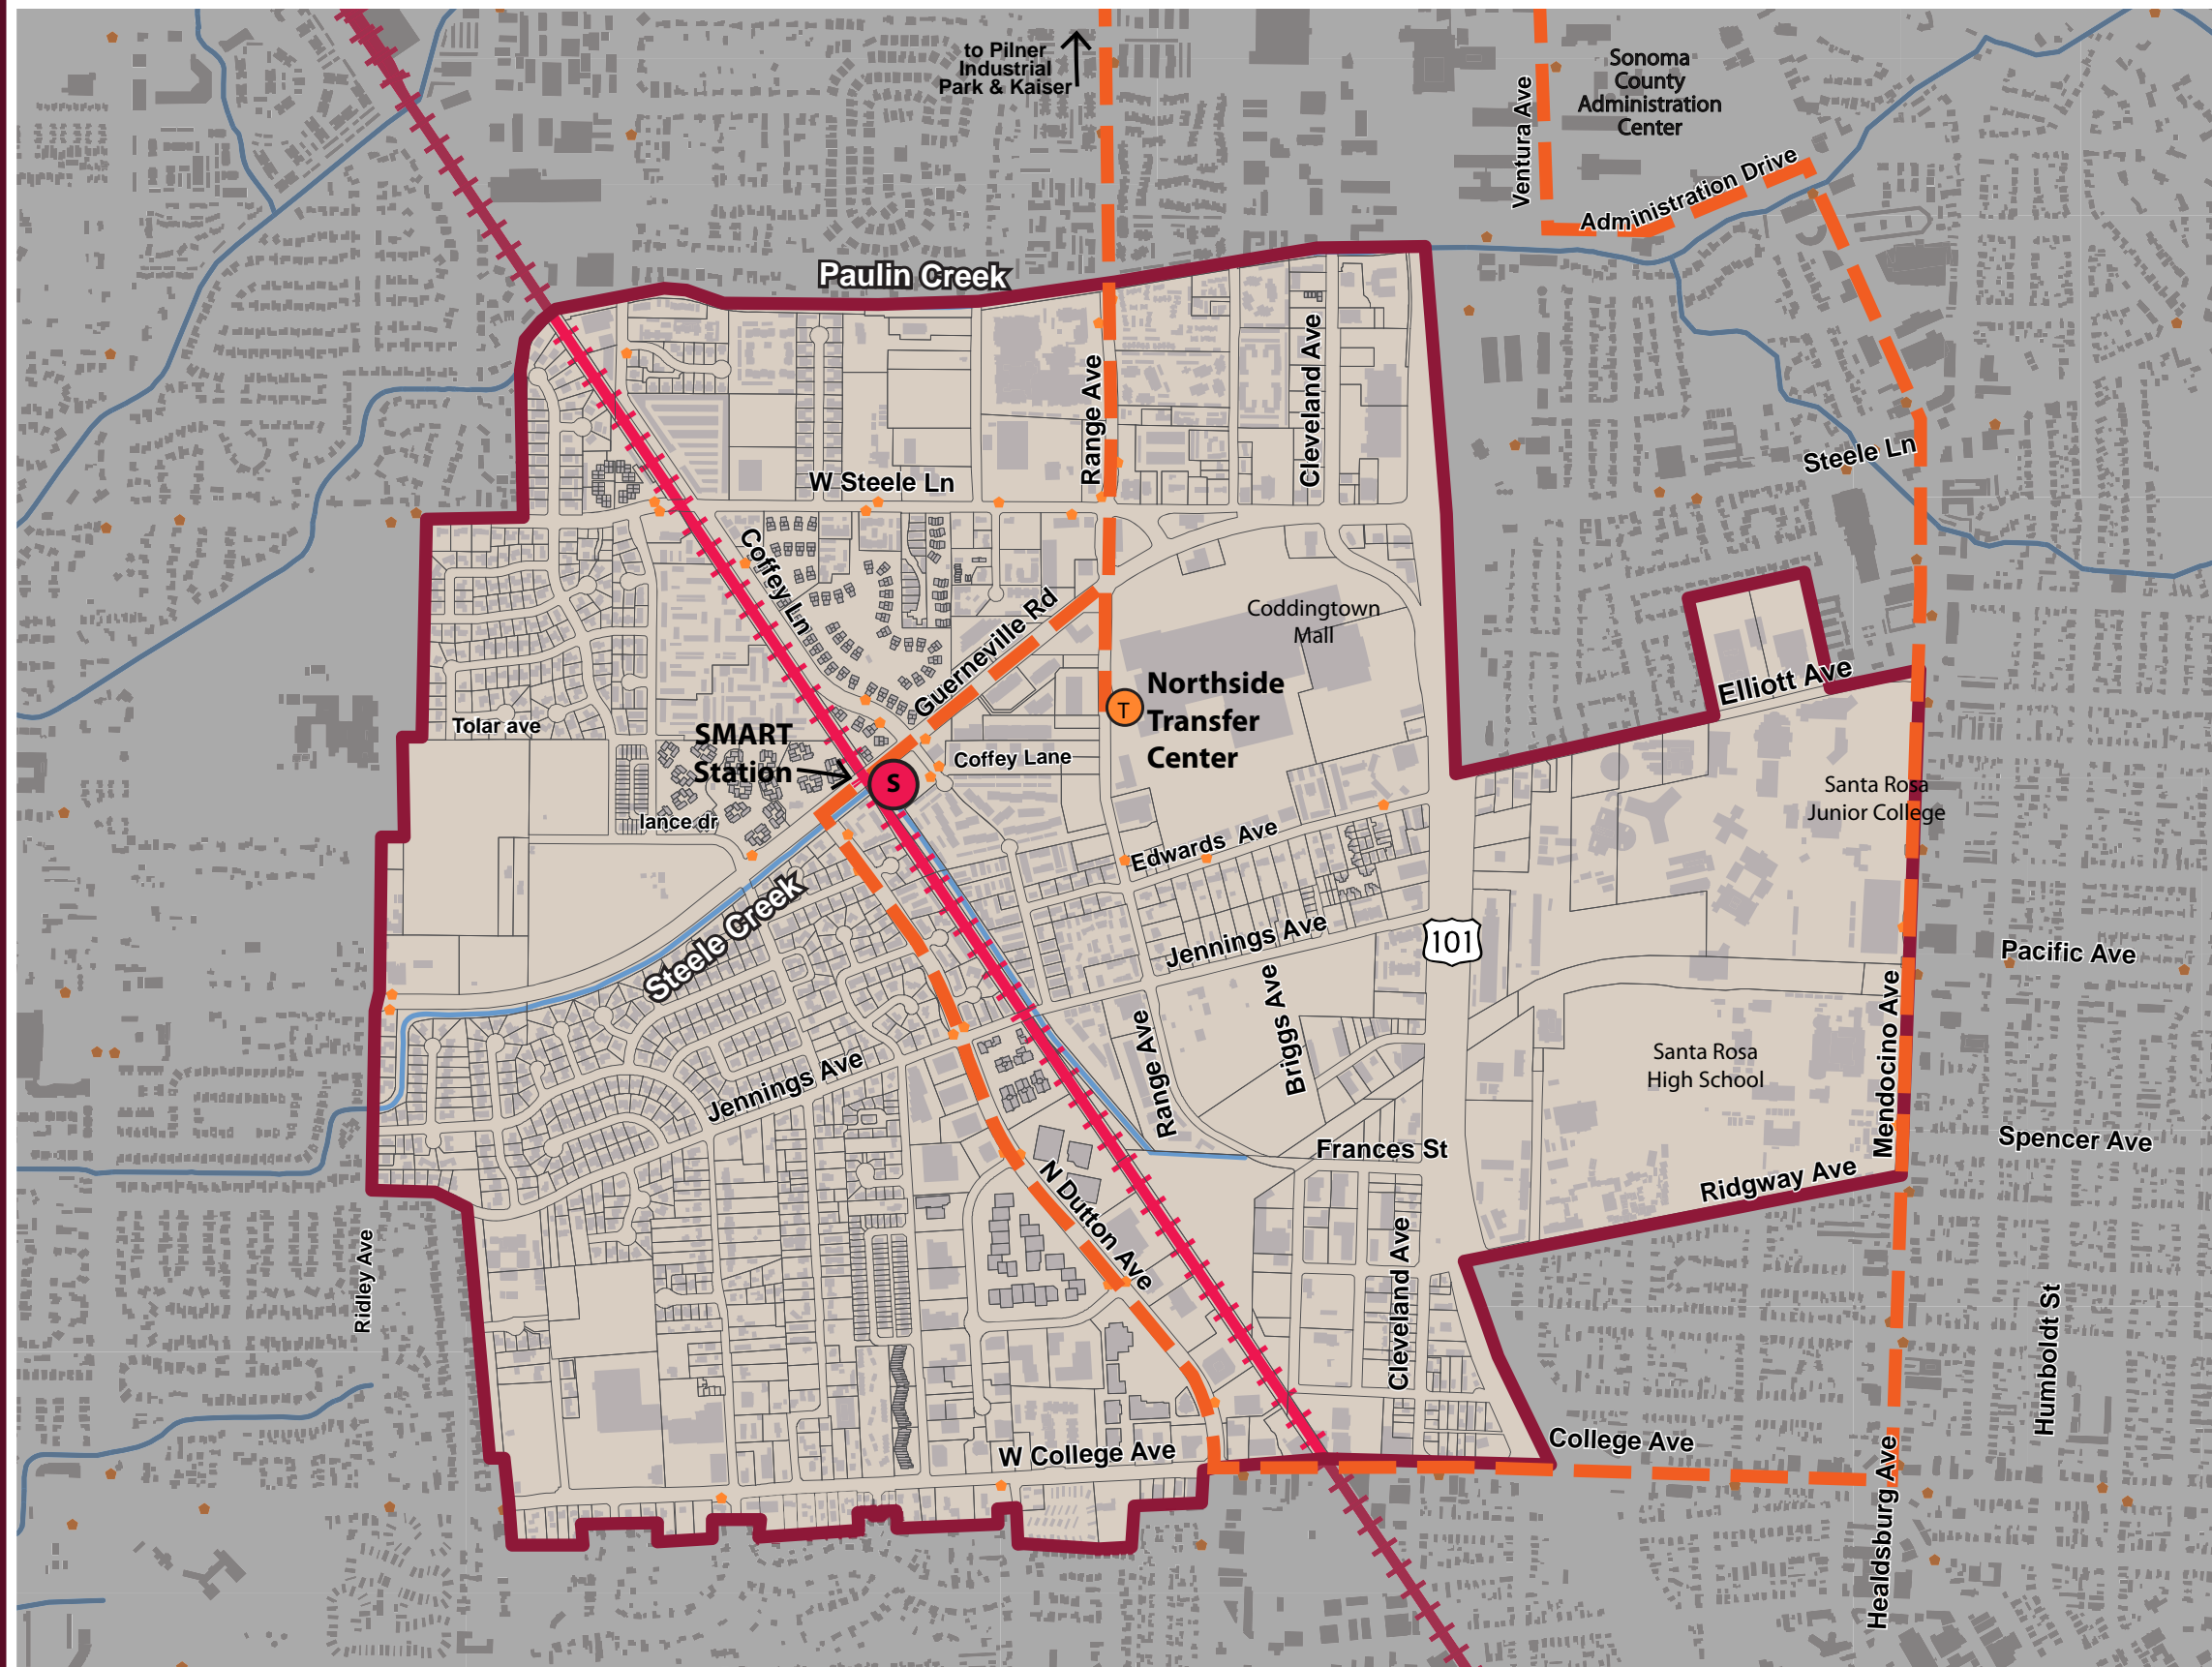 to Pilner
Industrial
Park & Kaiser
Ventura Ave
Sonoma
County
Administration
Center
Administration Drive
Paulin Creek
Range Ave
Cleveland Ave
Steele Ln
W Steele Ln
Coffey Ln
Guerneville Rd
Coddingtown
Mall
Elliott Ave
Northside
Transfer
Center
T
Tolar ave
SMART
Station
S
Coffey Lane
Santa Rosa
Junior College
lance dr
Edwards Ave
Steele Creek
Jennings Ave
101
Pacific Ave
Briggs Ave
Range Ave
Mendocino Ave
Santa Rosa
High School
Jennings Ave
Frances St
Spencer Ave
Ridgway Ave
N Dutton Ave
Ridley Ave
Cleveland Ave
Humboldt St
W College Ave
College Ave
Healdsburg Ave